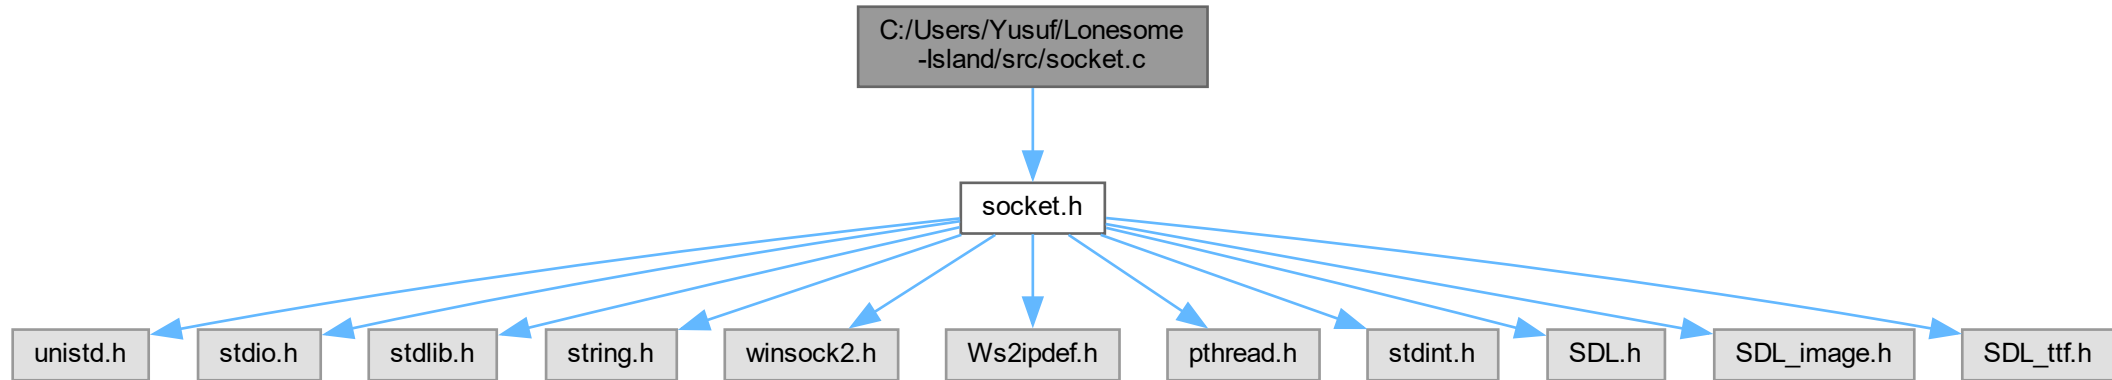 C:/Users/Yusuf/Lonesome
-Island/src/socket.c
socket.h
unistd.h
stdio.h
stdlib.h
string.h
winsock2.h
Ws2ipdef.h
pthread.h
stdint.h
SDL.h
SDL_image.h
SDL_ttf.h